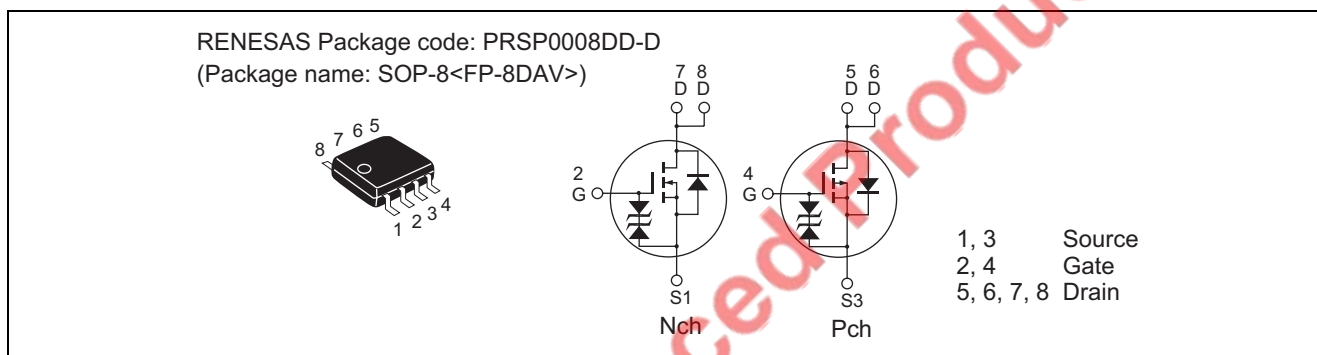 RENESAS Package code: PRSP0008DD-D
(Package name: SOP-8<FP-8DAV>)
8 7 6 5
1 2 3 4
7 8
D D
2
G
S1
Nch
5 6
D D
4
G
S3
Pch
1, 3 Source
2, 4 Gate
5, 6, 7, 8 Drain
ced Produc